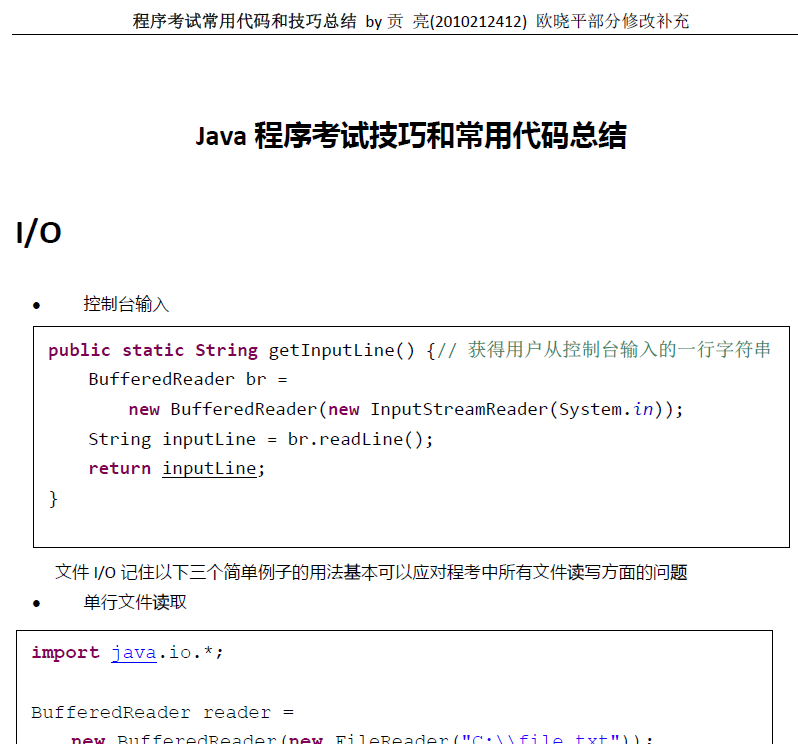 程序考试常用代码和技巧总结 by 贡 亮(2010212412) 欧晓平部分修改补充
Java 程序考试技巧和常用代码总结
I/O
• 控制台输入
public static String getInputLine() {// 获得用户从控制台输入的一行字符串
BufferedReader br =
new BufferedReader(new InputStreamReader(System.in));
String inputLine = br.readLine();
return inputLine;
}
文件 I/O 记住以下三个简单例子的用法基本可以应对程考中所有文件读写方面的问题
• 单行文件读取
import java.io.*;
BufferedReader reader =
new BufferedReader(new FileReader("C:\\file.txt"));